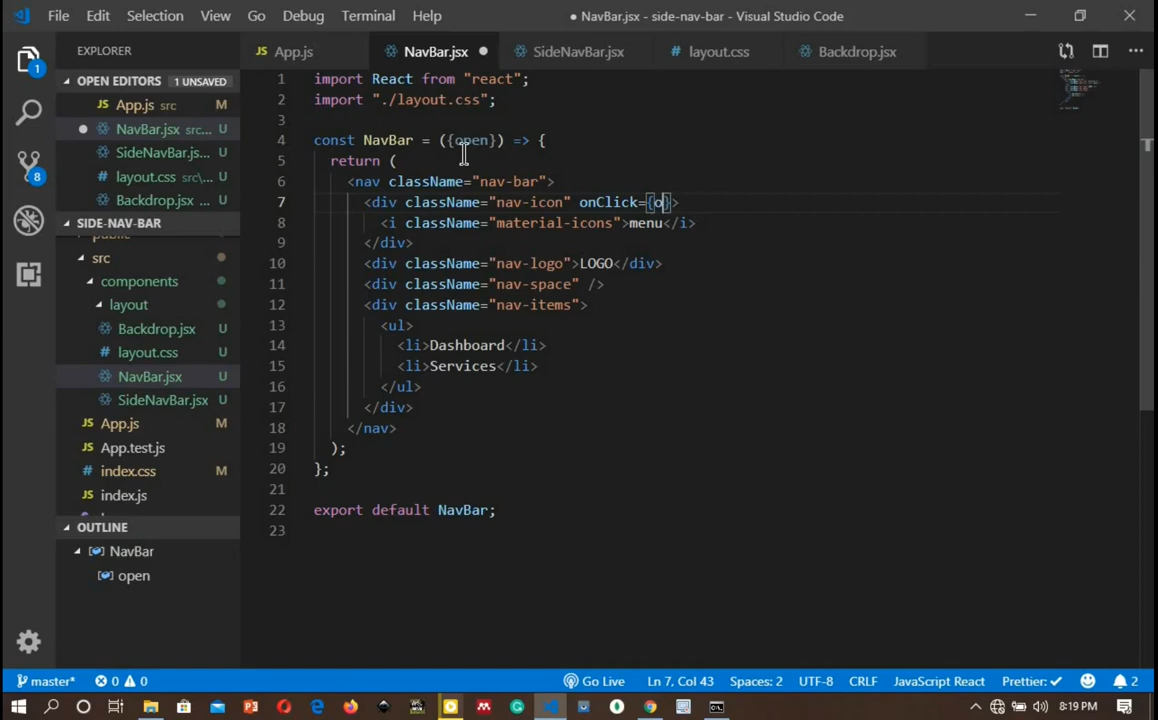 File Edit Selection View Go Debug Terminal Help
● NavBar.jsx - side-nav-bar - Visual Studio Code
EXPLORER
App.js
NavBar.jsx
SideNavBar.jsx
layout.css
Backdrop.jsx
OPEN EDITORS 1 UNSAVED
App.js src M
NavBar.jsx src... U
SideNavBar.js... U
layout.css src\... U
Backdrop.jsx ... U
SIDE-NAV-BAR
public
src
components
layout
Backdrop.jsx U
layout.css U
NavBar.jsx U
SideNavBar.jsx U
App.js M
App.test.js
index.css M
index.js
OUTLINE
NavBar
open
1
8
1 import React from "react";
2 import "./layout.css";
3
4 const NavBar = ({open}) => {
5 return (
6 <nav className="nav-bar">
7 <div className="nav-icon" onClick={o}>
8 <i className="material-icons">menu</i>
9 </div>
10 <div className="nav-logo">LOGO</div>
11 <div className="nav-space" />
12 <div className="nav-items">
13 <ul>
14 <li>Dashboard</li>
15 <li>Services</li>
16 </ul>
17 </div>
18 </nav>
19 );
20 };
21
22 export default NavBar;
23
master* 0 0 Go Live Ln 7, Col 43 Spaces: 2 UTF-8 CRLF JavaScript React Prettier: ✓ 2
8:19 PM